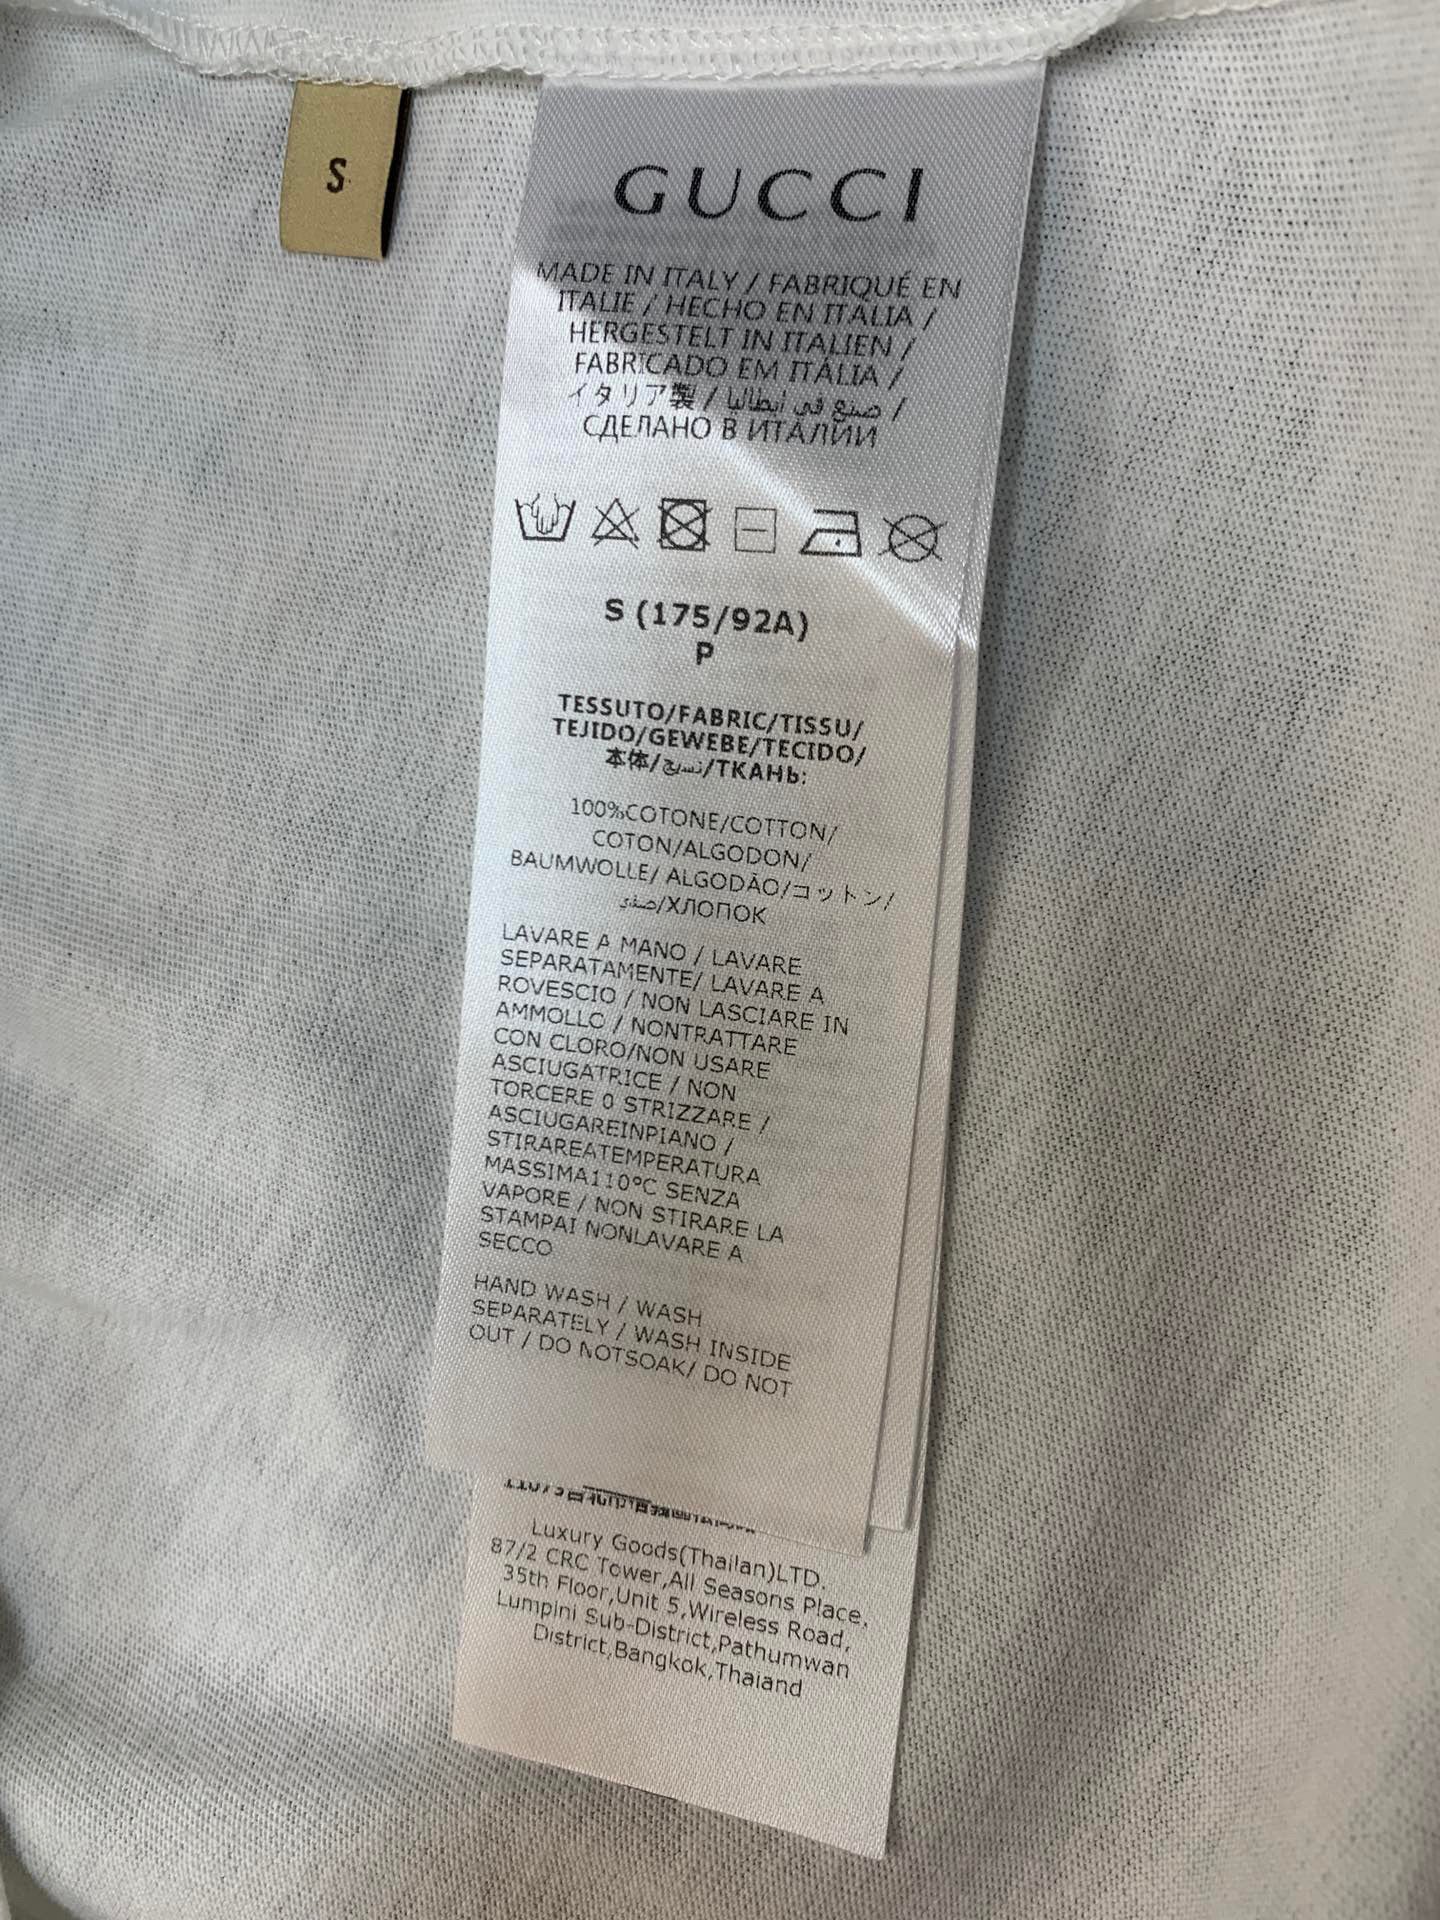 S
GUCCI
MADE IN ITALY / FABRIQUÉ EN
ITALIE / HECHO EN ITALIA /
HERGESTELT IN ITALIEN /
FABRICADO EM ITÁLIA /
イタリア製 / صنع في ايطاليا /
СДЕЛАНО В ИТАЛИИ
S (175/92A)
P
TESSUTO/FABRIC/TISSU/
TEJIDO/GEWEBE/TECIDO/
本体/نسيج/ТКАНЬ:
100%COTONE/COTTON/
COTON/ALGODON/
BAUMWOLLE/ ALGODÃO/コットン/
/ХЛОПОК
LAVARE A MANO / LAVARE
SEPARATAMENTE/ LAVARE A
ROVESCIO / NON LASCIARE IN
AMMOLLO / NONTRATTARE
CON CLORO/NON USARE
ASCIUGATRICE / NON
TORCERE 0 STRIZZARE /
ASCIUGAREINPIANO /
STIRAREATEMPERATURA
MASSIMA110°C SENZA
VAPORE / NON STIRARE LA
STAMPAI NONLAVARE A
SECCO
HAND WASH / WASH
SEPARATELY / WASH INSIDE
OUT / DO NOTSOAK/ DO NOT
Luxury Goods(Thailan)LTD.
87/2 CRC Tower,All Seasons Place,
35th Floor,Unit 5,Wireless Road,
Lumpini Sub-District,Pathumwan
District,Bangkok,Thaiand